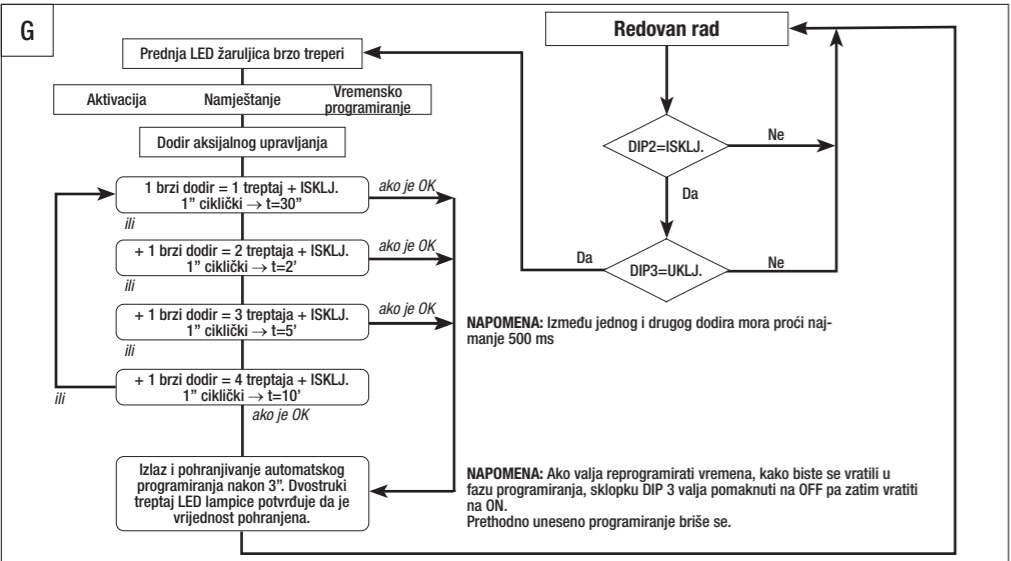 G
Prednja LED žaruljica brzo treperi
Aktivacija
Namještanje
Vremensko
programiranje
Dodir aksijalnog upravljanja
1 brzi dodir = 1 treptaj + ISKLJ.
1” ciklički → t=30”
ako je OK
ili
+ 1 brzi dodir = 2 treptaja + ISKLJ.
1” ciklički → t=2’
ako je OK
ili
+ 1 brzi dodir = 3 treptaja + ISKLJ.
1” ciklički → t=5’
ako je OK
ili
+ 1 brzi dodir = 4 treptaja + ISKLJ.
1” ciklički → t=10’
ili
ako je OK
Izlaz i pohranjivanje automatskog
programiranja nakon 3”. Dvostruki
treptaj LED lampice potvrđuje da je
vrijednost pohranjena.
Redovan rad
DIP2=ISKLJ.
Ne
Da
DIP3=UKLJ.
Da
Ne
NAPOMENA: Između jednog i drugog dodira mora proći naj-
manje 500 ms
NAPOMENA: Ako valja reprogramirati vremena, kako biste se vratili u
fazu programiranja, sklopku DIP 3 valja pomaknuti na OFF pa zatim vratiti
na ON.
Prethodno uneseno programiranje briše se.